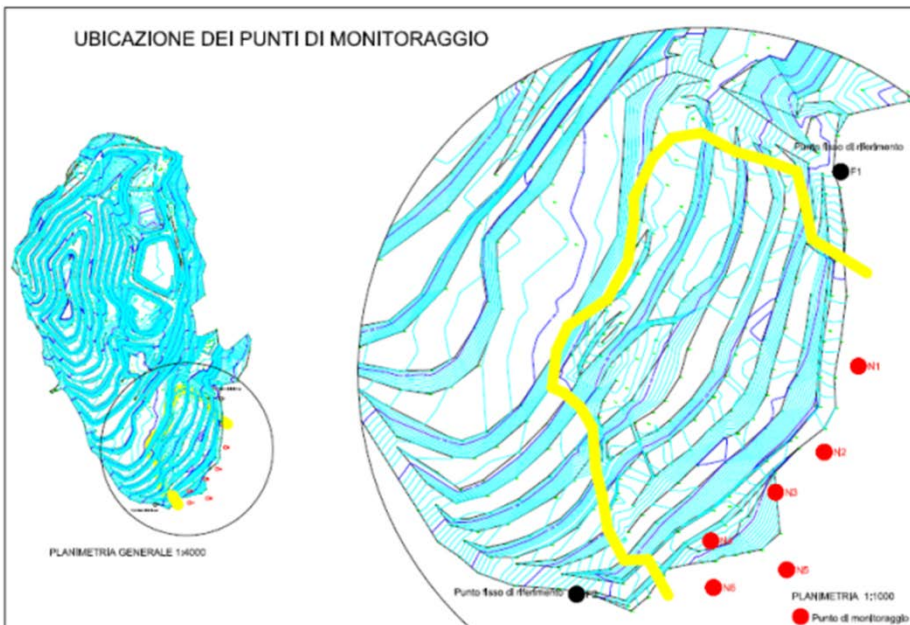 UBICAZIONE DEI PUNTI DI MONITORAGGIO
Punto fisso di riferimento
F1
N1
N2
N3
N5
N6
PLANIMETRIA GENERALE 1:4000
Punto fisso di riferimento
PLANIMETRIA 1:1000
Punto di monitoraggio